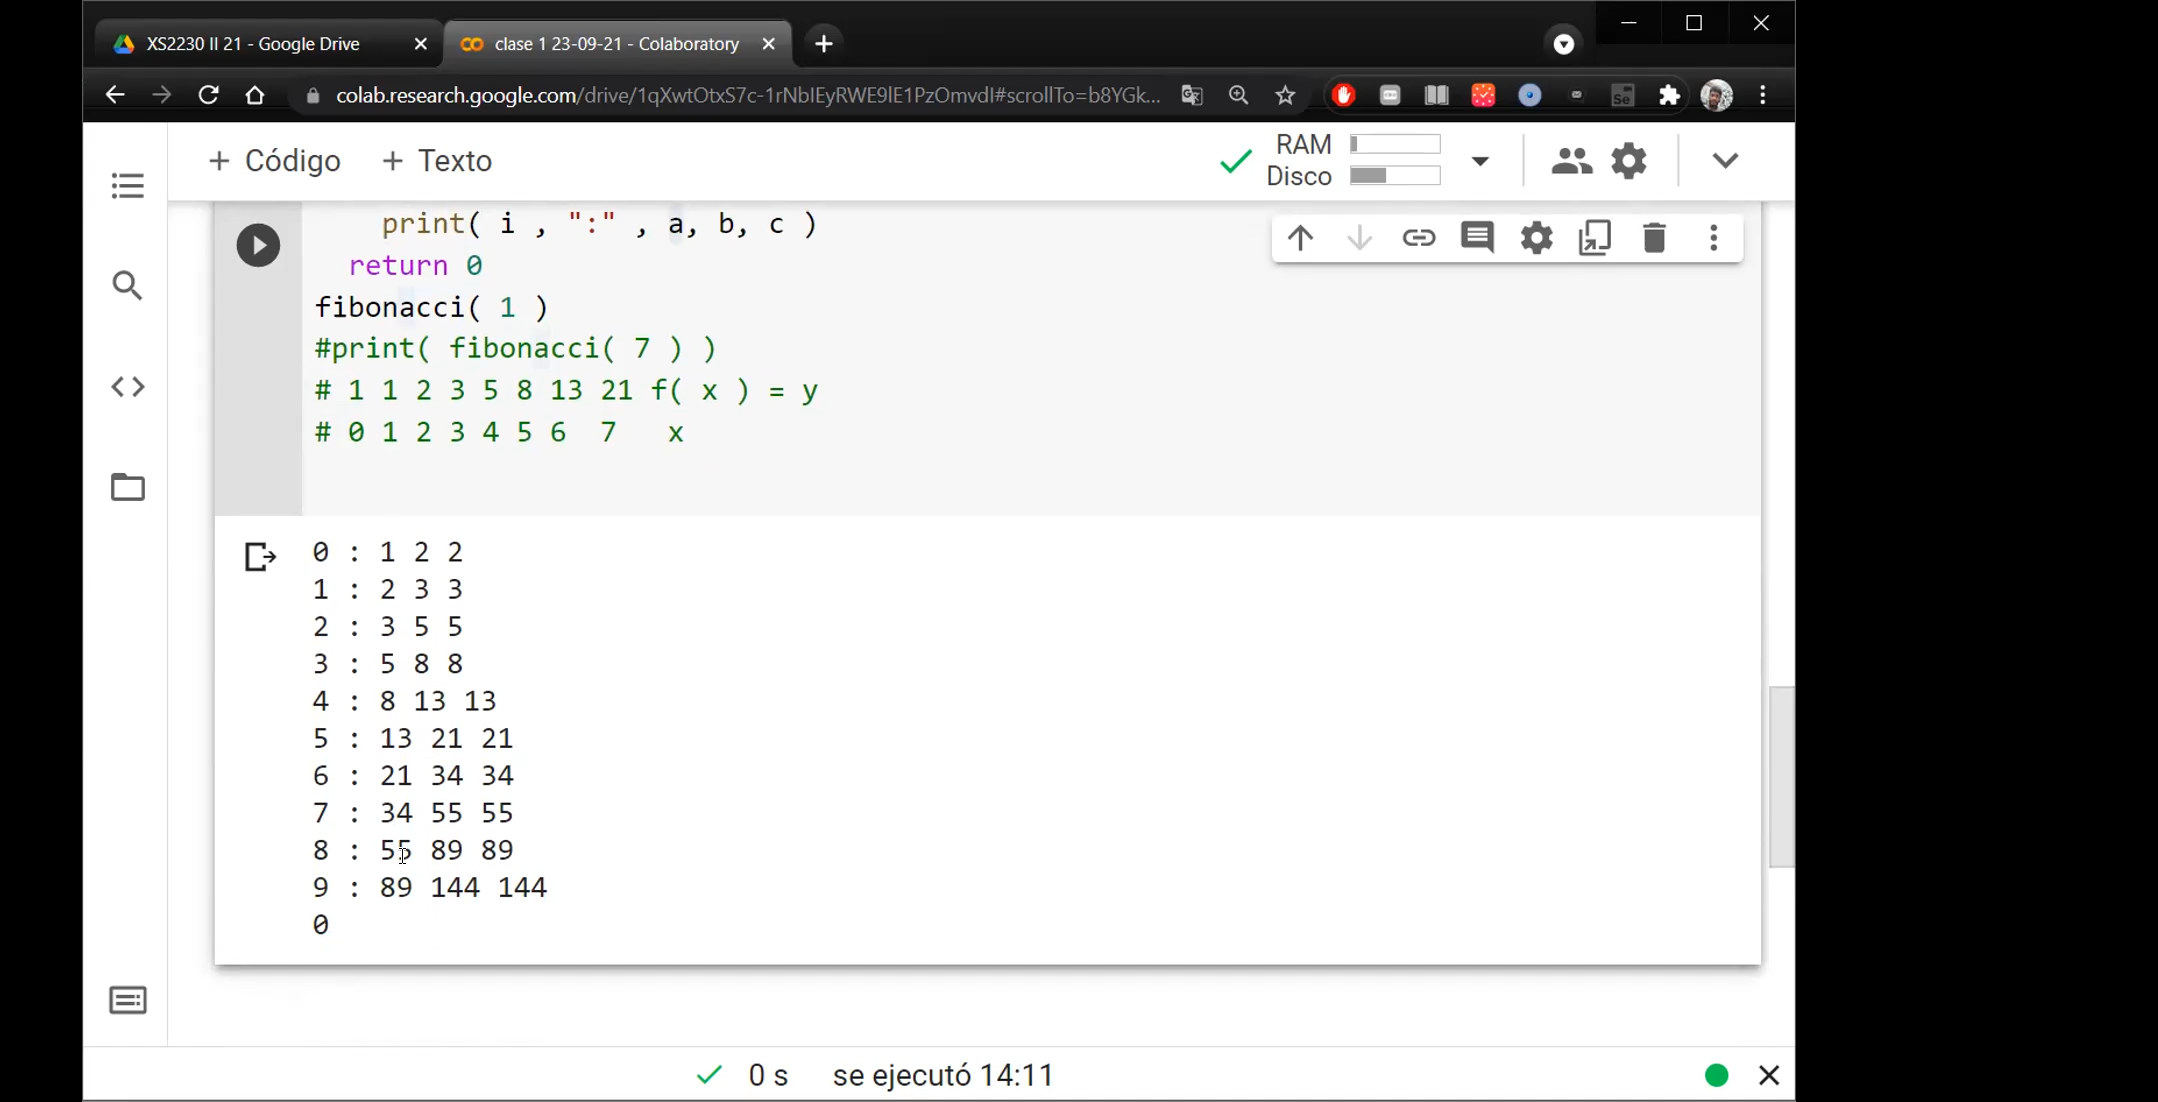 XS2230 II 21 - Google Drive
clase 1 23-09-21 - Colaboratory
colab.research.google.com/drive/1qXwtOtxS7c-1rNbIEyRWE9lE1PzOmvdI#scrollTo=b8YGk...
+ Código + Texto
RAM
Disco
print( i , ":" , a, b, c )
return 0
fibonacci( 1 )
#print( fibonacci( 7 ) )
# 1 1 2 3 5 8 13 21 f( x ) = y
# 0 1 2 3 4 5 6 7 x
0 : 1 2 2
1 : 2 3 3
2 : 3 5 5
3 : 5 8 8
4 : 8 13 13
5 : 13 21 21
6 : 21 34 34
7 : 34 55 55
8 : 55 89 89
9 : 89 144 144
0
0 s se ejecutó 14:11